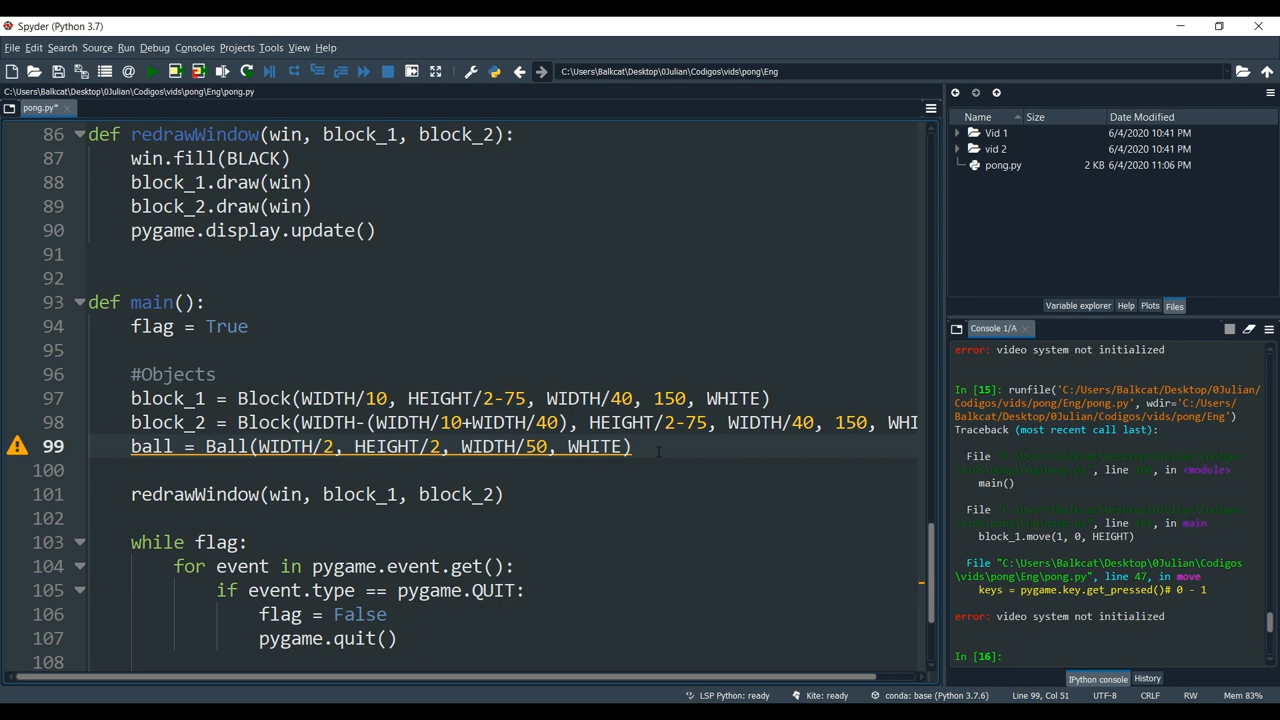 Spyder (Python 3.7)
File Edit Search Source Run Debug Consoles Projects Tools View Help
C:\Users\Balkcat\Desktop\0Julian\Codigos\vids\pong\Eng
C:\Users\Balkcat\Desktop\0Julian\Codigos\vids\pong\Eng\pong.py
pong.py*
86 def redrawWindow(win, block_1, block_2):
87 win.fill(BLACK)
88 block_1.draw(win)
89 block_2.draw(win)
90 pygame.display.update()
91
92
93 def main():
94 flag = True
95
96 #Objects
97 block_1 = Block(WIDTH/10, HEIGHT/2-75, WIDTH/40, 150, WHITE)
98 block_2 = Block(WIDTH-(WIDTH/10+WIDTH/40), HEIGHT/2-75, WIDTH/40, 150, WHI
99 ball = Ball(WIDTH/2, HEIGHT/2, WIDTH/50, WHITE)
100
101 redrawWindow(win, block_1, block_2)
102
103 while flag:
104 for event in pygame.event.get():
105 if event.type == pygame.QUIT:
106 flag = False
107 pygame.quit()
108
Name Size Date Modified
Vid 1 6/4/2020 10:41 PM
vid 2 6/4/2020 10:41 PM
pong.py 2 KB 6/4/2020 11:06 PM
Variable explorer Help Plots Files
Console 1/A
error: video system not initialized
In [15]: runfile('C:/Users/Balkcat/Desktop/0Julian/
Codigos/vids/pong/Eng/pong.py', wdir='C:/Users/
Balkcat/Desktop/0Julian/Codigos/vids/pong/Eng')
Traceback (most recent call last):
File
in <module>
main()
File
in main
block_1.move(1, 0, HEIGHT)
File "C:\Users\Balkcat\Desktop\0Julian\Codigos
\vids\pong\Eng\pong.py", line 47, in move
keys = pygame.key.get_pressed()# 0 - 1
error: video system not initialized
In [16]:
IPython console History
LSP Python: ready Kite: ready conda: base (Python 3.7.6) Line 99, Col 51 UTF-8 CRLF RW Mem 83%